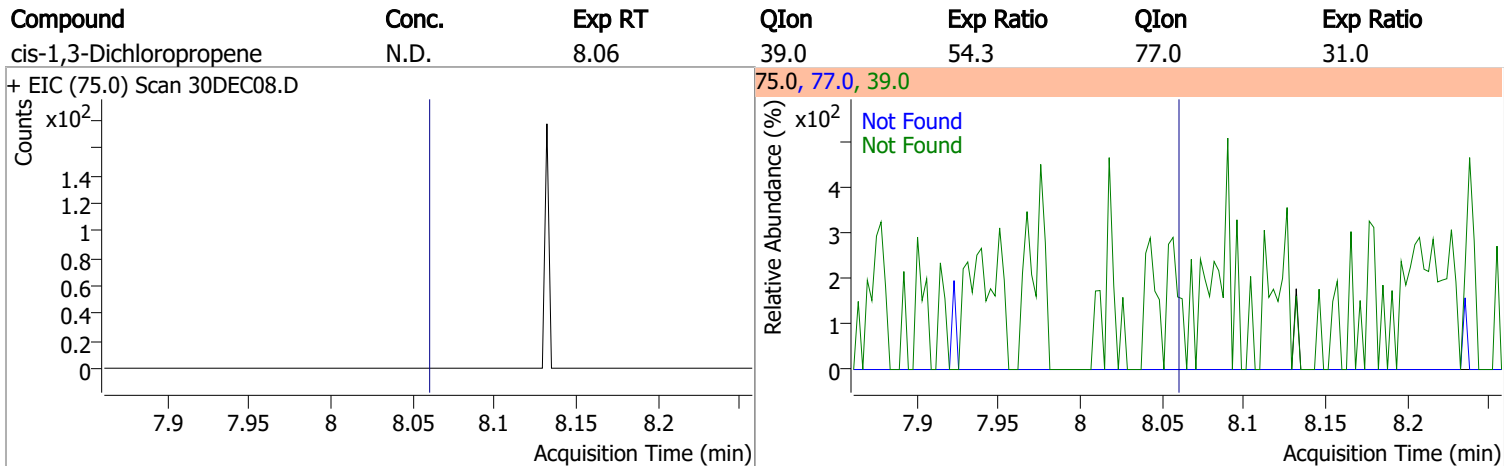 Compound Conc. Exp RT QIon Exp Ratio QIon Exp Ratio
cis-1,3-Dichloropropene N.D. 8.06 39.0 54.3 77.0 31.0
+ EIC (75.0) Scan 30DEC08.D
Counts
x10²
1.4
1.2
1
0.8
0.6
0.4
0.2
0
7.9 7.95 8 8.05 8.1 8.15 8.2
Acquisition Time (min)
75.0, 77.0, 39.0
Relative Abundance (%)
x10²
Not Found
Not Found
4
3
2
1
0
7.9 7.95 8 8.05 8.1 8.15 8.2
Acquisition Time (min)